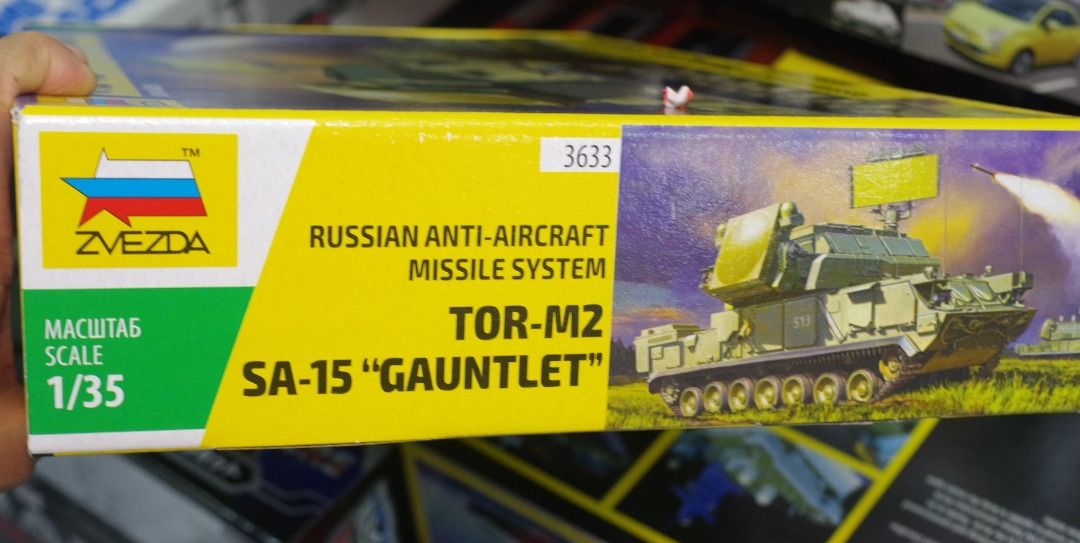 ZVEZDA
TM
МАСШТАБ
SCALE
1/35
3633
RUSSIAN ANTI-AIRCRAFT
MISSILE SYSTEM
TOR-M2
SA-15 “GAUNTLET”
513